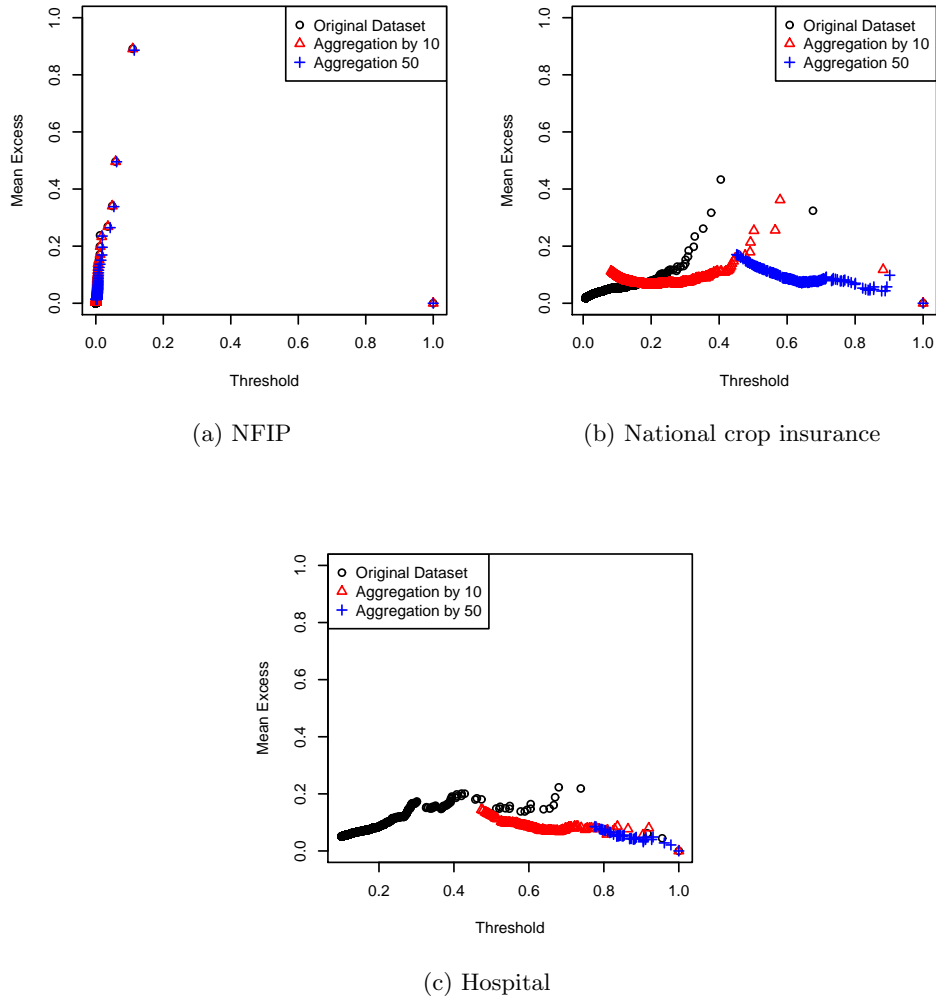 Original Dataset
Aggregation by 10
Aggregation 50
Mean Excess
0.0
0.2
0.4
0.6
0.8
1.0
0.0
0.2
0.4
0.6
0.8
1.0
Threshold
(a) NFIP
Original Dataset
Aggregation by 10
Aggregation 50
Mean Excess
0.0
0.2
0.4
0.6
0.8
1.0
0.0
0.2
0.4
0.6
0.8
1.0
Threshold
(b) National crop insurance
Original Dataset
Aggregation by 10
Aggregation by 50
Mean Excess
0.0
0.2
0.4
0.6
0.8
1.0
0.2
0.4
0.6
0.8
1.0
Threshold
(c) Hospital